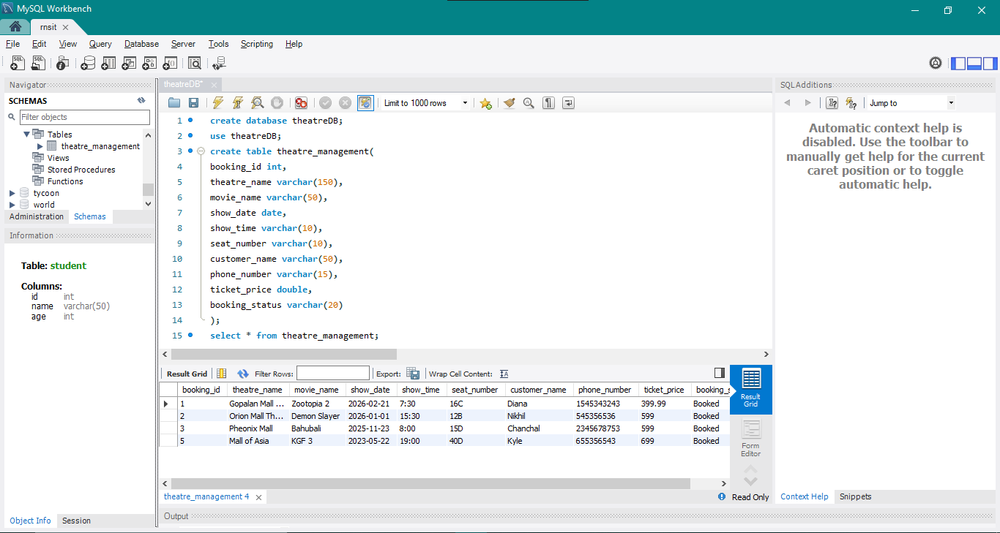 MySQL Workbench
rnsit
File Edit View Query Database Server Tools Scripting Help
Navigator
SCHEMAS
Filter objects
Tables
theatre_management
Views
Stored Procedures
Functions
tycoon
world
Administration Schemas
Information
Table: student
Columns:
id int
name varchar(50)
age int
Object Info Session
theatreDB*
Limit to 1000 rows
1 create database theatreDB;
2 use theatreDB;
3 create table theatre_management(
4 booking_id int,
5 theatre_name varchar(150),
6 movie_name varchar(50),
7 show_date date,
8 show_time varchar(10),
9 seat_number varchar(10),
10 customer_name varchar(50),
11 phone_number varchar(15),
12 ticket_price double,
13 booking_status varchar(20)
14 );
15 select * from theatre_management;
Result Grid Filter Rows: Export: Wrap Cell Content:
booking_id theatre_name movie_name show_date show_time seat_number customer_name phone_number ticket_price booking_s
1 Gopalan Mall ... Zootopia 2 2026-02-21 7:30 16C Diana 1545343243 399.99 Booked
2 Orion Mall Th... Demon Slayer 2026-01-01 15:30 12B Nikhil 545356536 599 Booked
3 Pheonix Mall Bahubali 2025-11-23 8:00 15D Chanchal 2345678753 599 Booked
5 Mall of Asia KGF 3 2023-05-22 19:00 40D Kyle 655356543 699 Booked
Result
Grid
Form
Editor
theatre_management 4
Read Only
Output
SQLAdditions
Jump to
Automatic context help is
disabled. Use the toolbar to
manually get help for the current
caret position or to toggle
automatic help.
Context Help Snippets